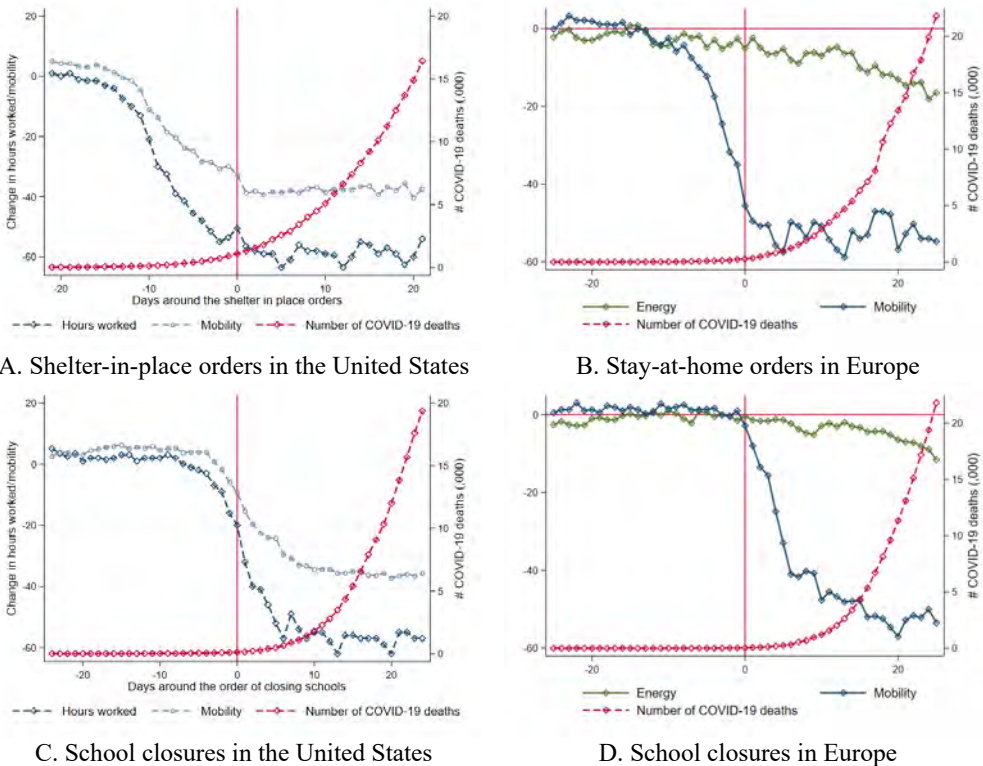 20
0
-20
-40
-60
Change in hours worked/mobility
20
15
10
5
0
# COVID-19 deaths (,000)
-20
-10
0
10
20
Days around the shelter in place orders
Hours worked
Mobility
Number of COVID-19 deaths
A. Shelter-in-place orders in the United States
0
-20
-40
-60
20
15
10
5
0
# COVID-19 deaths (,000)
-20
0
20
Energy
Mobility
Number of COVID-19 deaths
B. Stay-at-home orders in Europe
20
0
-20
-40
-60
Change in hours worked/mobility
20
15
10
5
0
# COVID-19 deaths (,000)
-20
-10
0
10
20
Days around the order of closing schools
Hours worked
Mobility
Number of COVID-19 deaths
C. School closures in the United States
0
-20
-40
-60
20
15
10
5
0
# COVID-19 deaths (,000)
-20
0
20
Energy
Mobility
Number of COVID-19 deaths
D. School closures in Europe